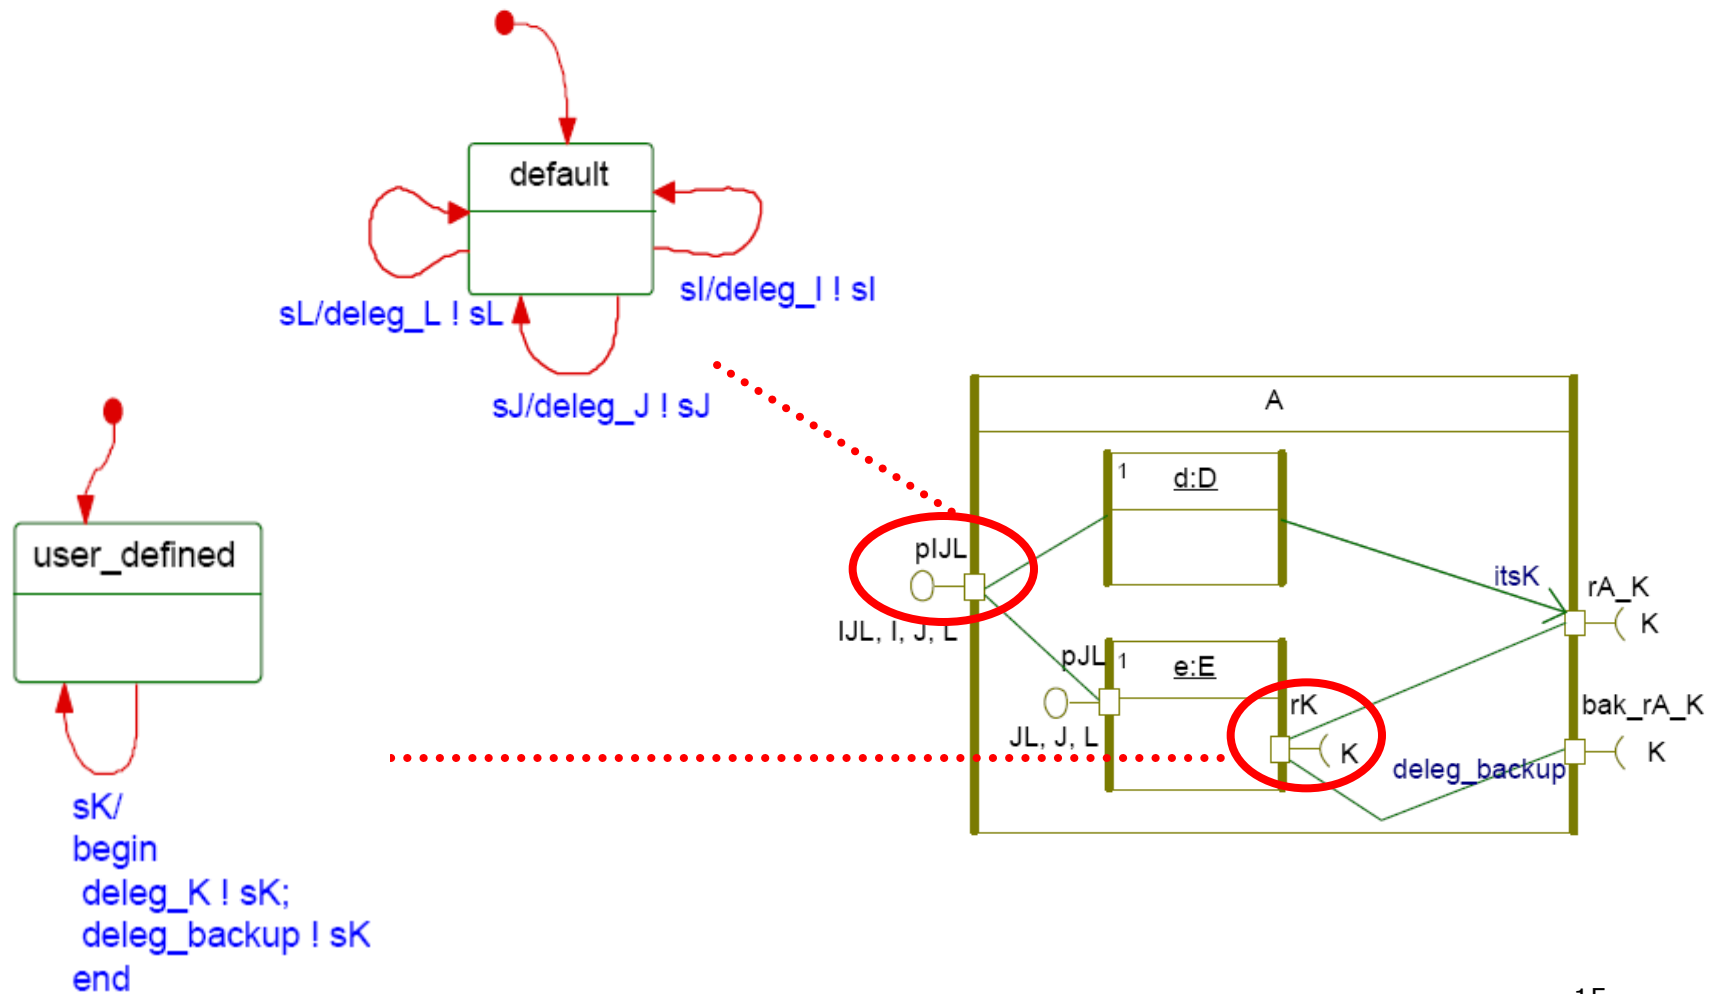 default
sI/deleg_I ! sI
sL/deleg_L ! sL
sJ/deleg_J ! sJ
user_defined
sK/
begin
deleg_K ! sK;
deleg_backup ! sK
end
A
1
d:D
pIJL
IJL, I, J, L
itsK
rA_K
K
pJL
1
e:E
JL, J, L
rK
K
bak_rA_K
K
deleg_backup
15